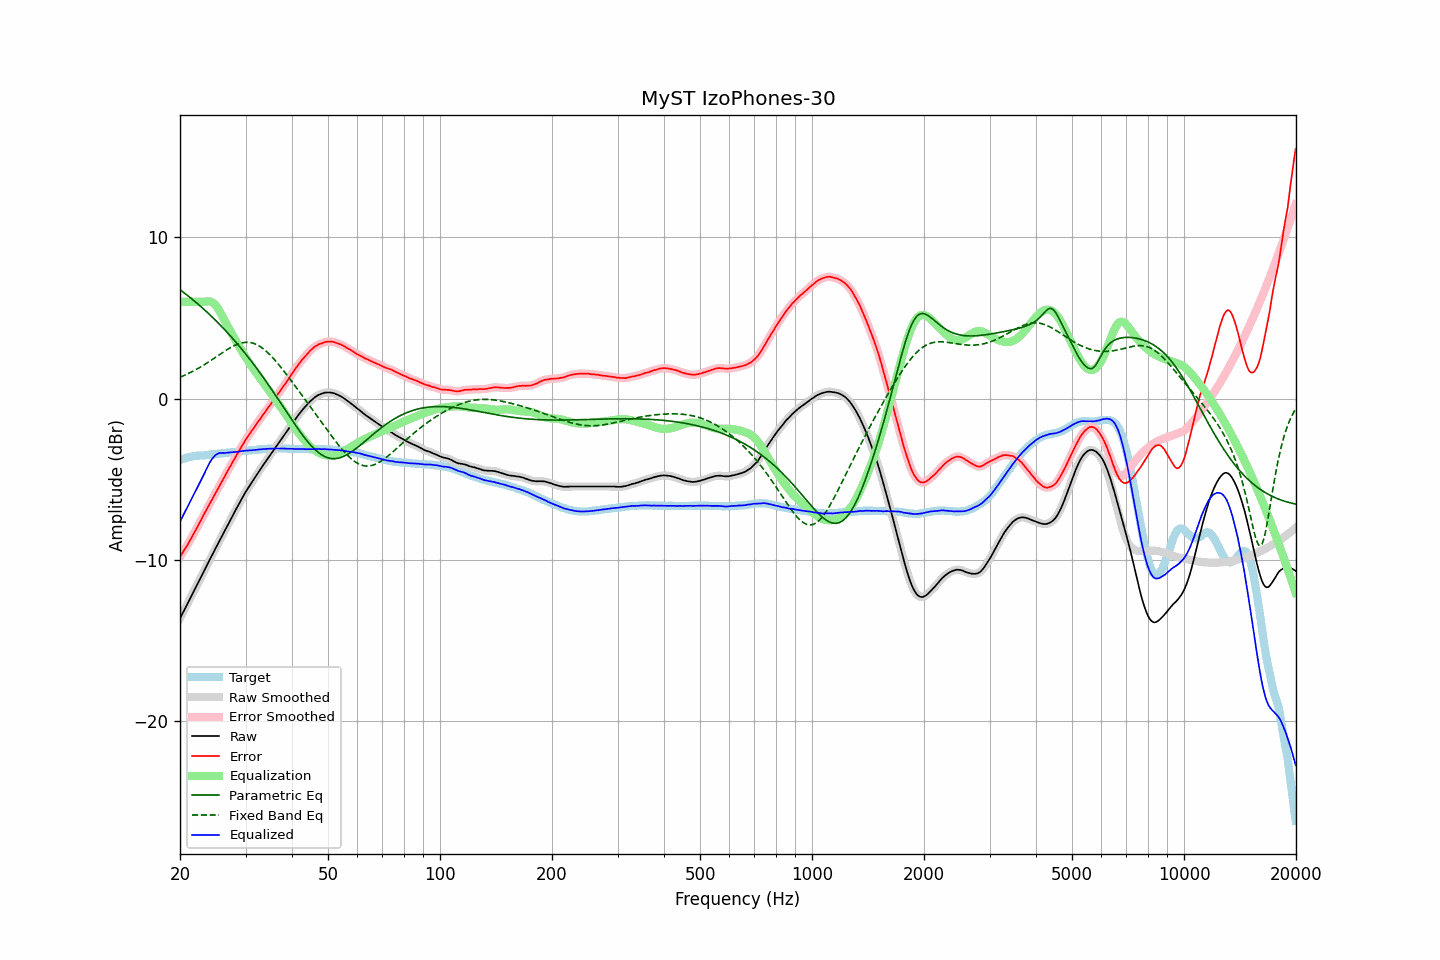 MyST IzoPhones-30
Amplitude (dBr)
10
0
−10
−20
Target
Raw Smoothed
Error Smoothed
Raw
Error
Equalization
Parametric Eq
Fixed Band Eq
Equalized
20 50 100 200 500 1000 2000 5000 10000 20000
Frequency (Hz)